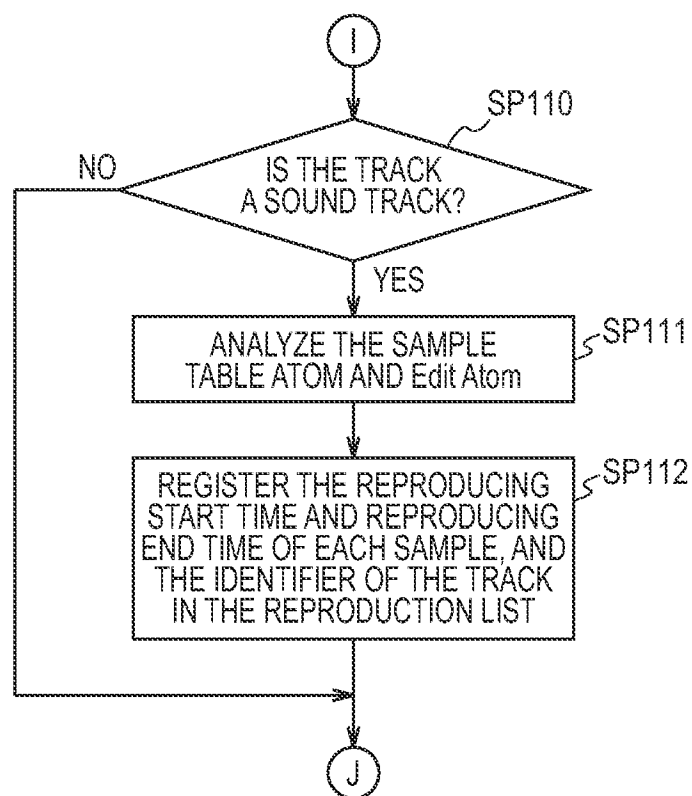 I
SP110
NO
IS THE TRACK
A SOUND TRACK?
YES
SP111
ANALYZE THE SAMPLE
TABLE ATOM AND Edit Atom
SP112
REGISTER THE REPRODUCING
START TIME AND REPRODUCING
END TIME OF EACH SAMPLE, AND
THE IDENTIFIER OF THE TRACK
IN THE REPRODUCTION LIST
J